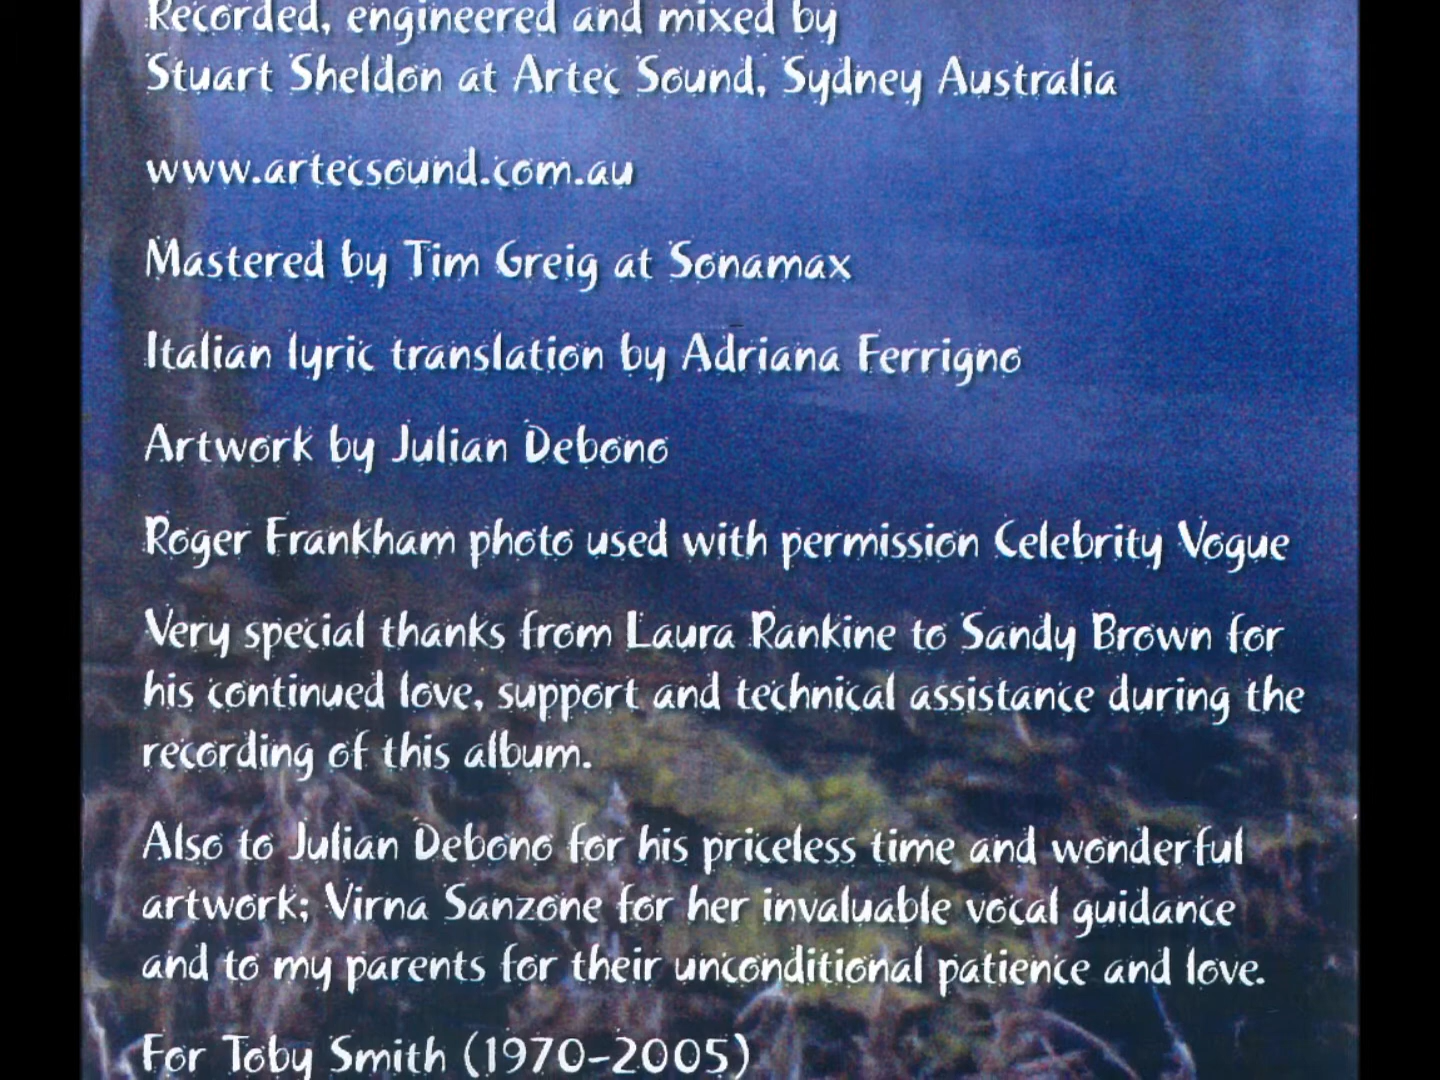 Recorded, engineered and mixed by
Stuart Sheldon at Artec Sound, Sydney Australia
www.artecsound.com.au
Mastered by Tim Greig at Sonamax
Italian lyric translation by Adriana Ferrigno
Artwork by Julian Debono
Roger Frankham photo used with permission Celebrity Vogue
Very special thanks from Laura Rankine to Sandy Brown for
his continued love, support and technical assistance during the
recording of this album.
Also to Julian Debono for his priceless time and wonderful
artwork; Virna Sanzone for her invaluable vocal guidance
and to my parents for their unconditional patience and love.
For Toby Smith (1970-2005)